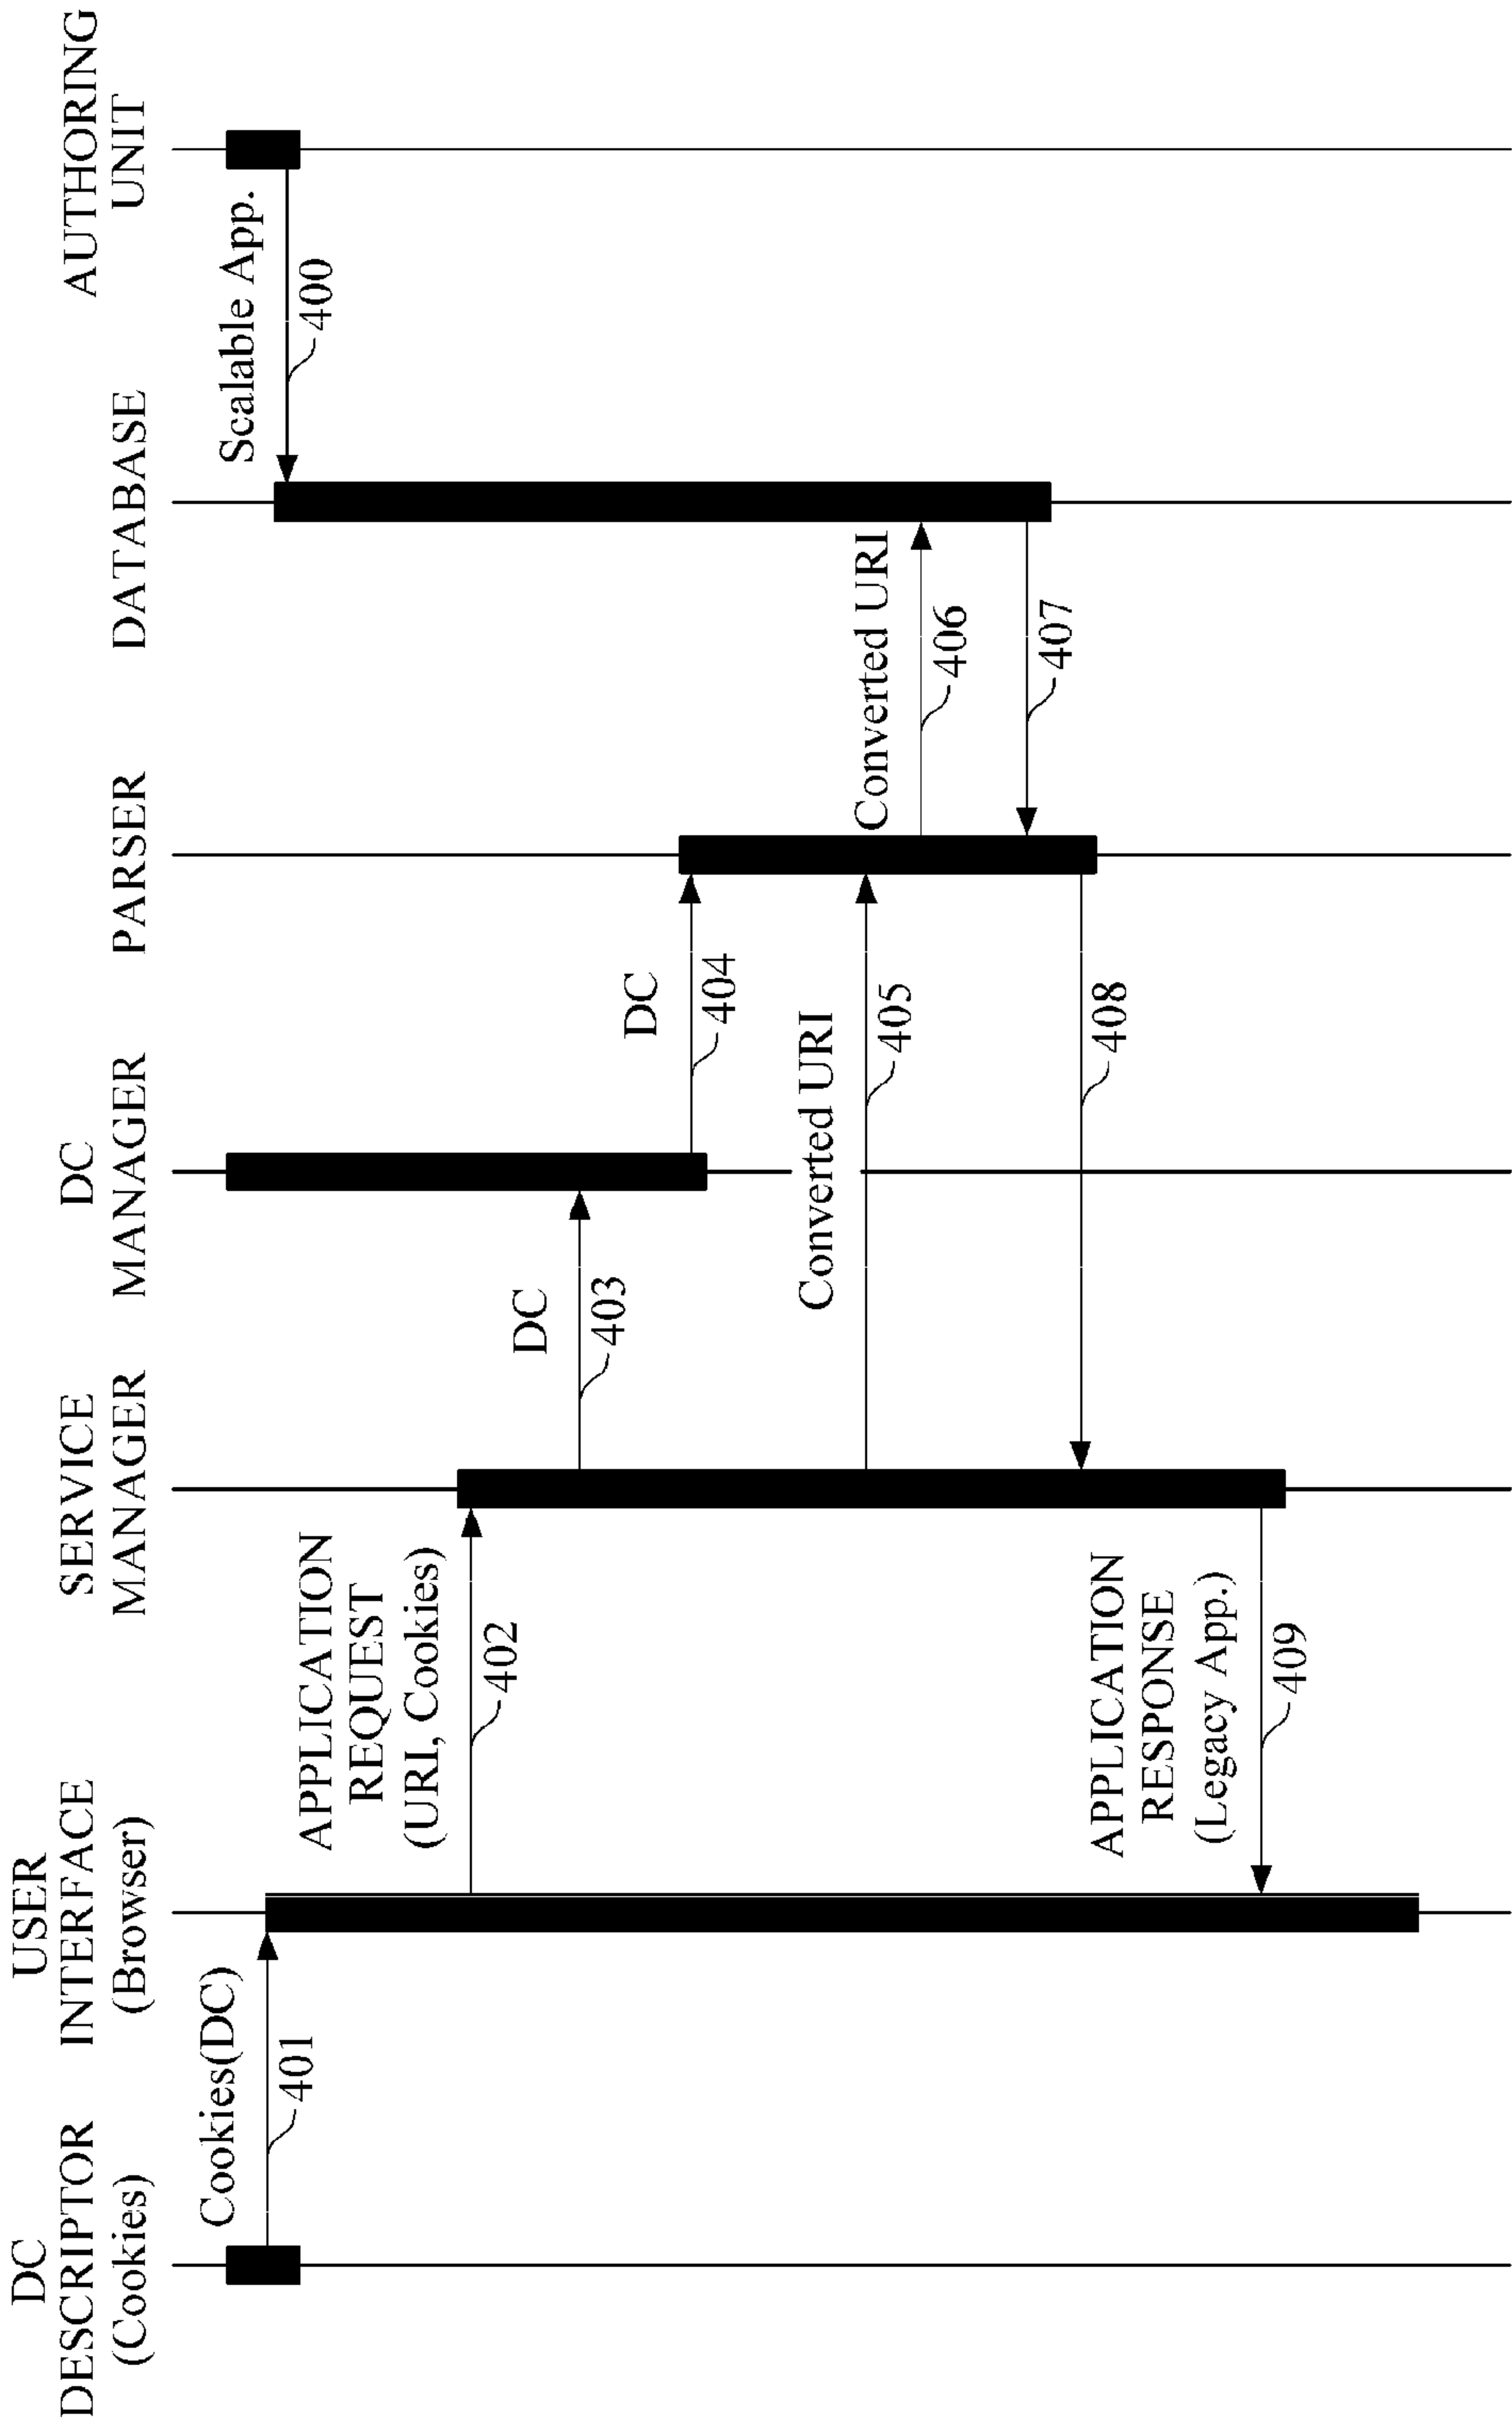 DC
DESCRIPTOR
(Cookies)
USER
INTERFACE
(Browser)
SERVICE
MANAGER
DC
MANAGER
PARSER
DATABASE
AUTHORING
UNIT
Scalable App.
400
Cookies(DC)
401
APPLICATION
REQUEST
(URI, Cookies)
402
DC
403
DC
404
Converted URI
405
Converted URI
406
407
408
APPLICATION
RESPONSE
(Legacy App.)
409